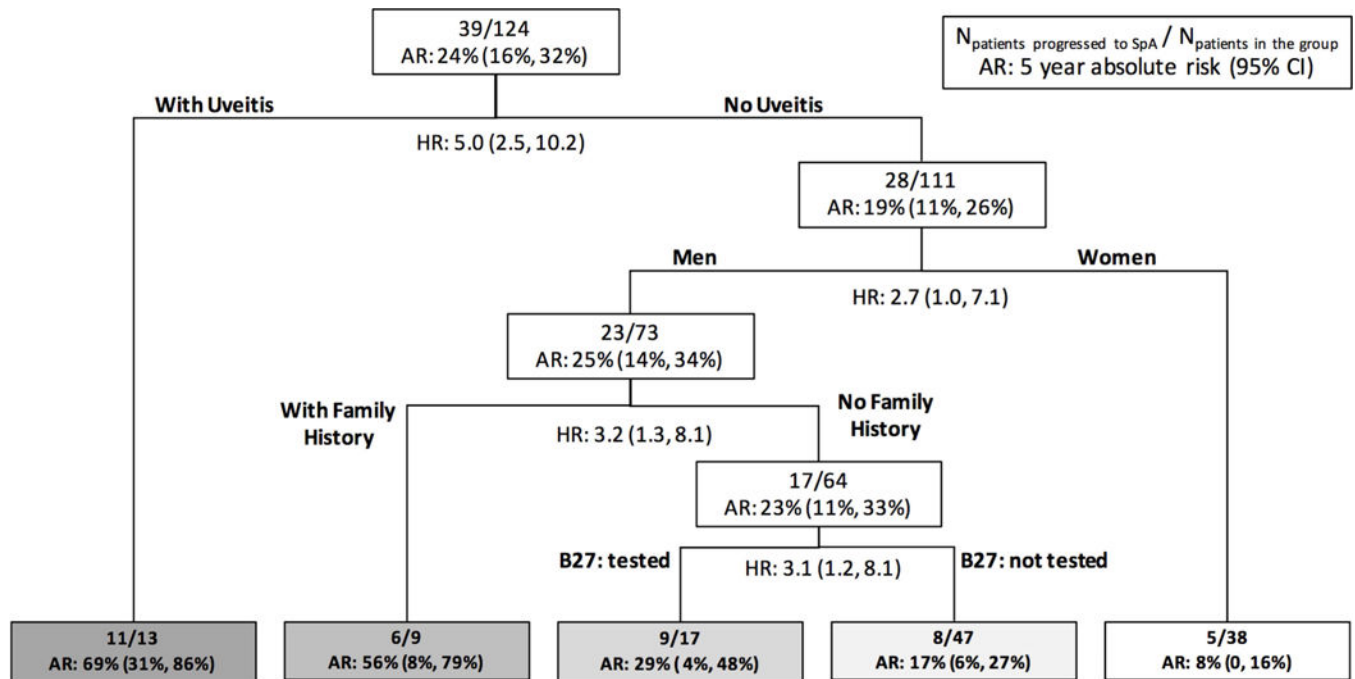 39/124
AR: 24% (16%, 32%)
N patients progressed to SpA / N patients in the group
AR: 5 year absolute risk (95% CI)
With Uveitis
No Uveitis
HR: 5.0 (2.5, 10.2)
28/111
AR: 19% (11%, 26%)
Men
Women
HR: 2.7 (1.0, 7.1)
23/73
AR: 25% (14%, 34%)
With Family
History
No Family
History
HR: 3.2 (1.3, 8.1)
17/64
AR: 23% (11%, 33%)
B27: tested
B27: not tested
HR: 3.1 (1.2, 8.1)
11/13
AR: 69% (31%, 86%)
6/9
AR: 56% (8%, 79%)
9/17
AR: 29% ( 4%, 48%)
8/47
AR: 17% (6%, 27%)
5/38
AR: 8% (0, 16%)